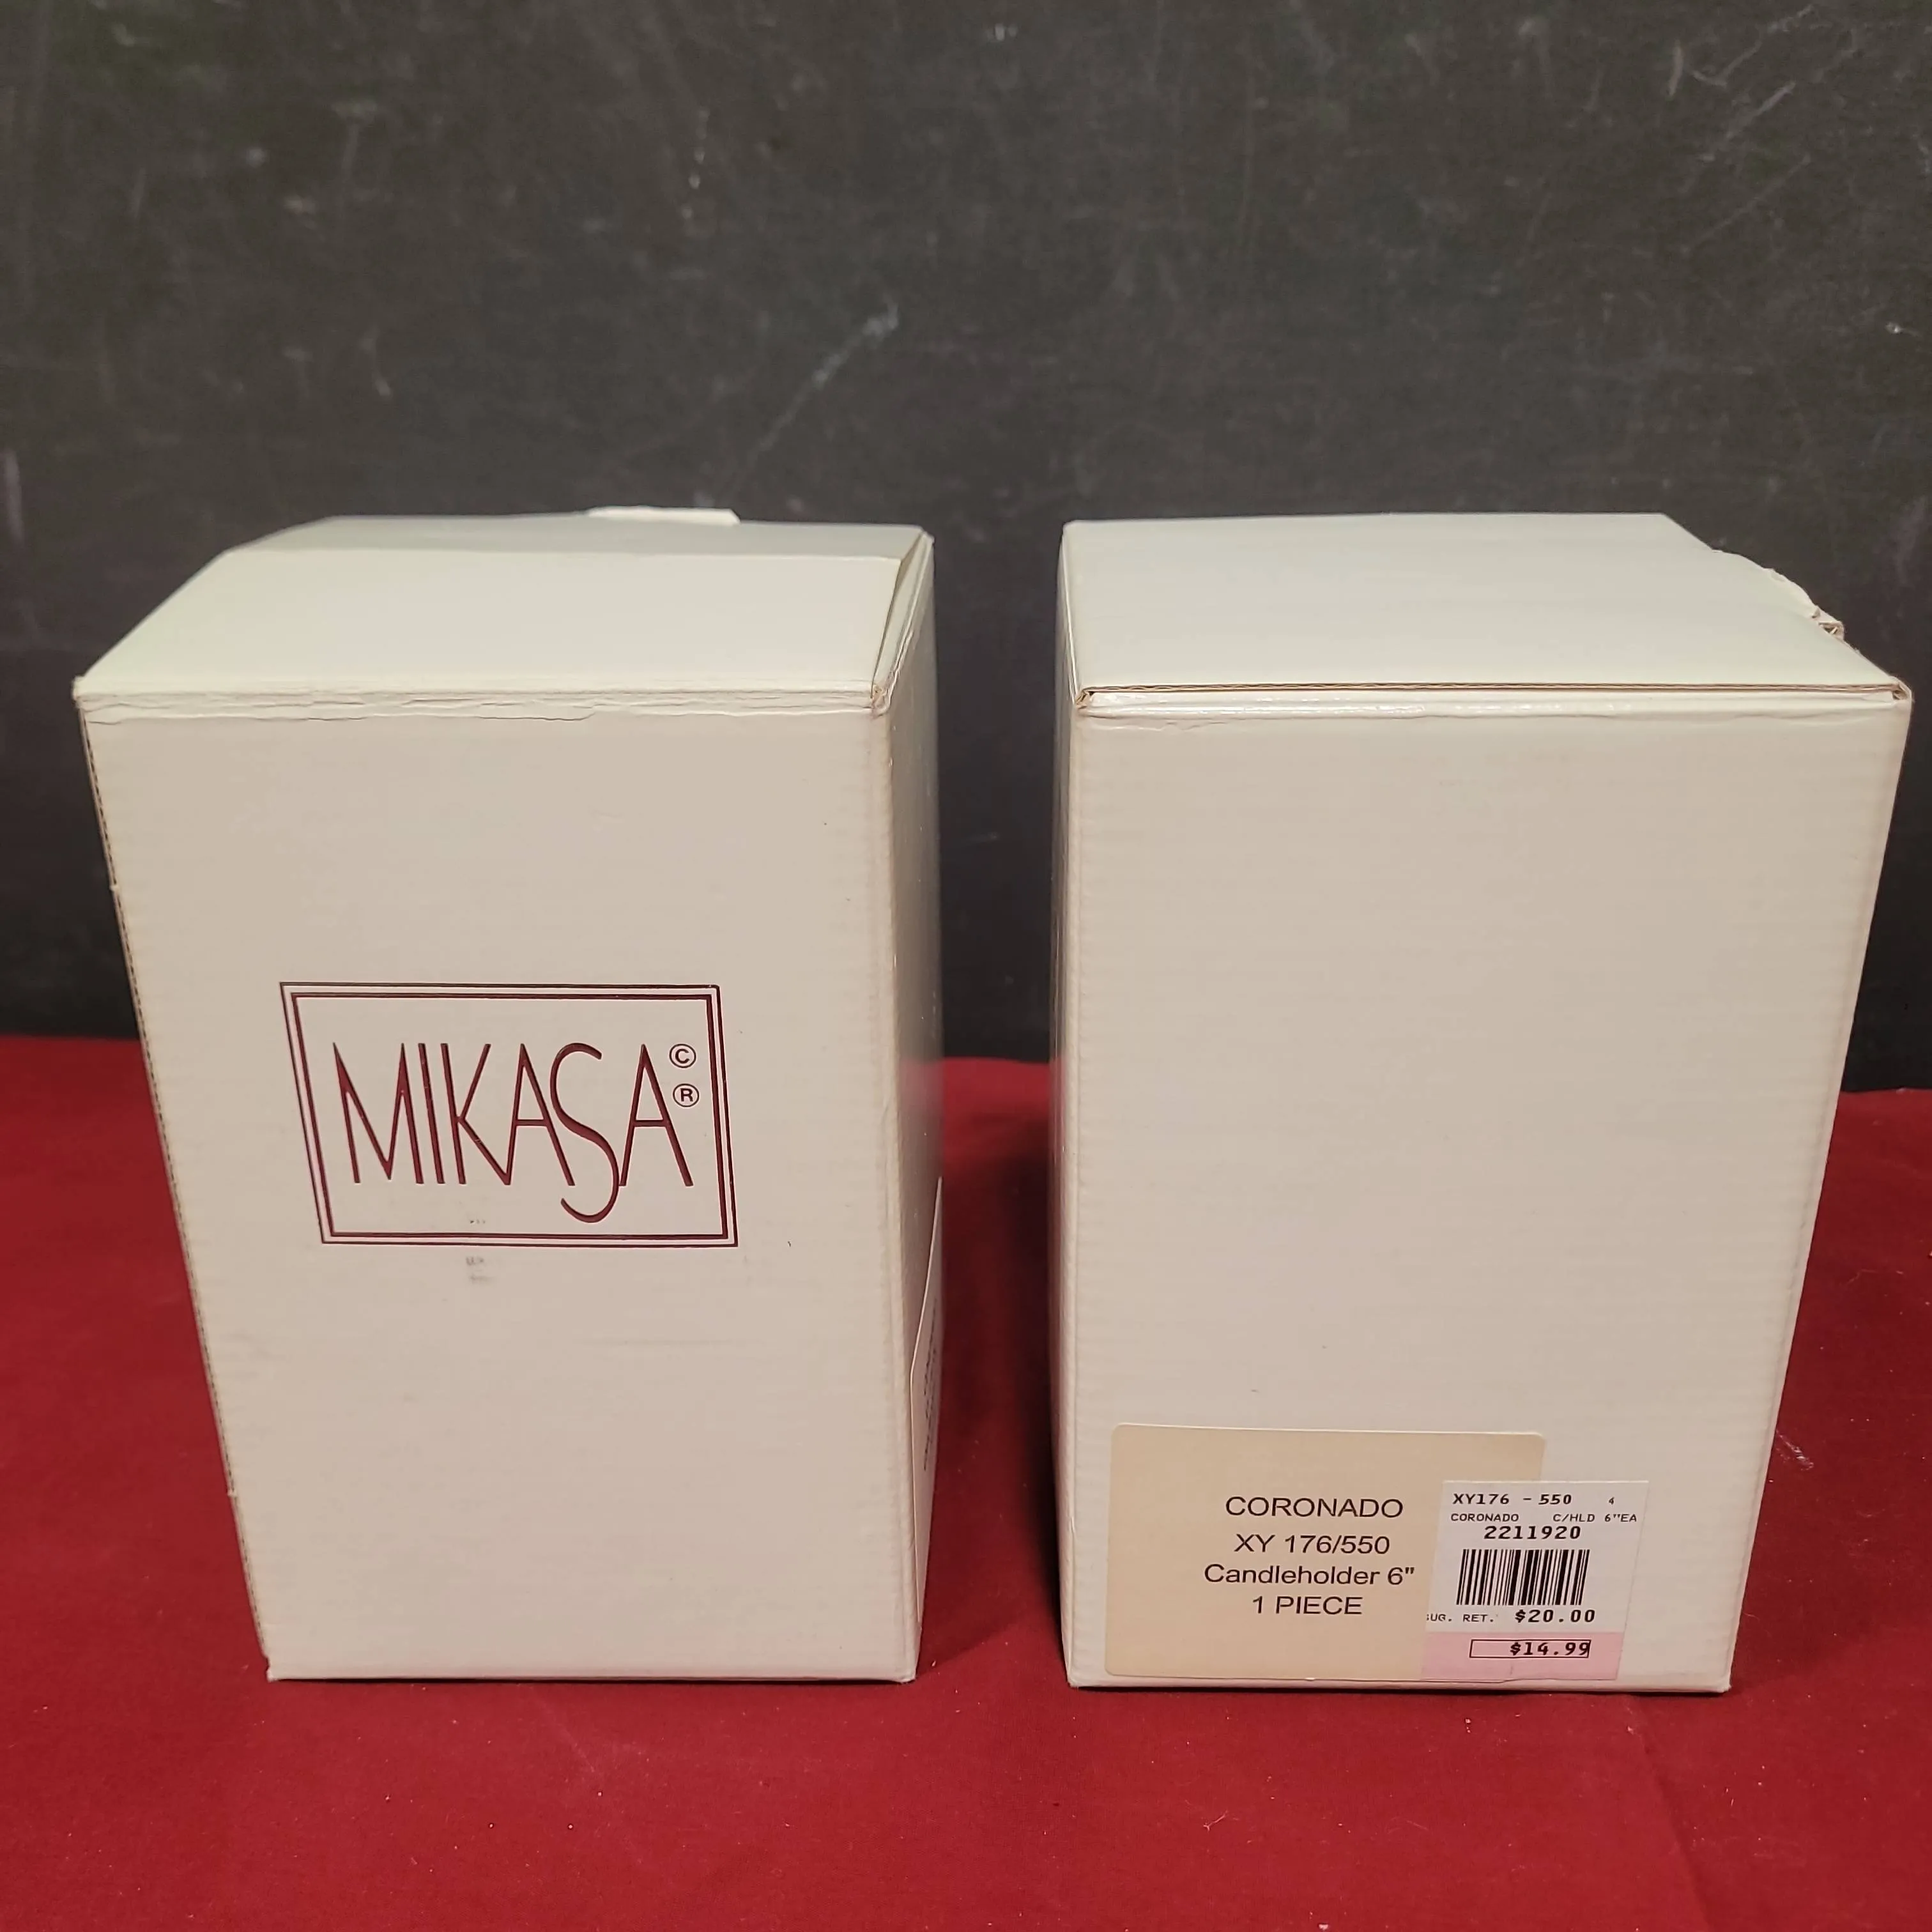 MIKASA © ®
CORONADO
XY 176/550
Candleholder 6"
1 PIECE
XY176 - 550 4
CORONADO C/HLD 6"EA
2211920
UG. RET. $20.00
$14.99